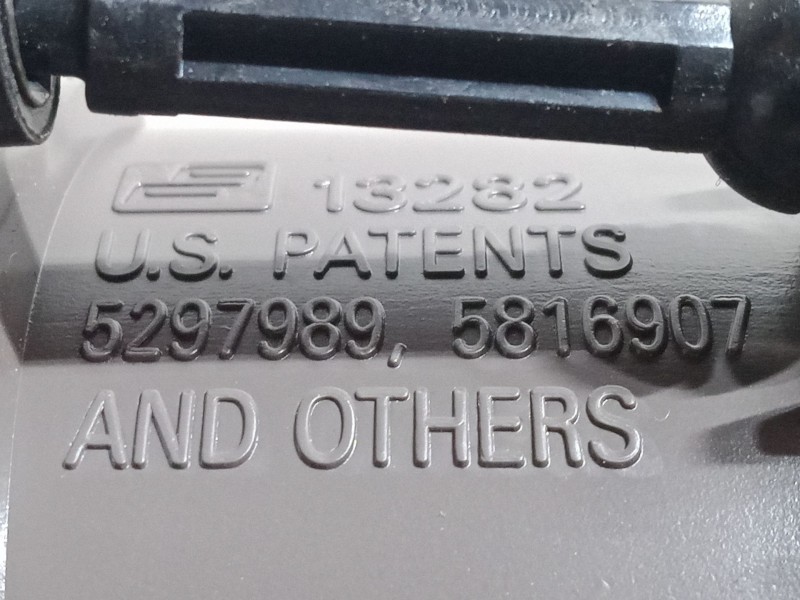 13282
U.S. PATENTS
5297989, 5816907
AND OTHERS